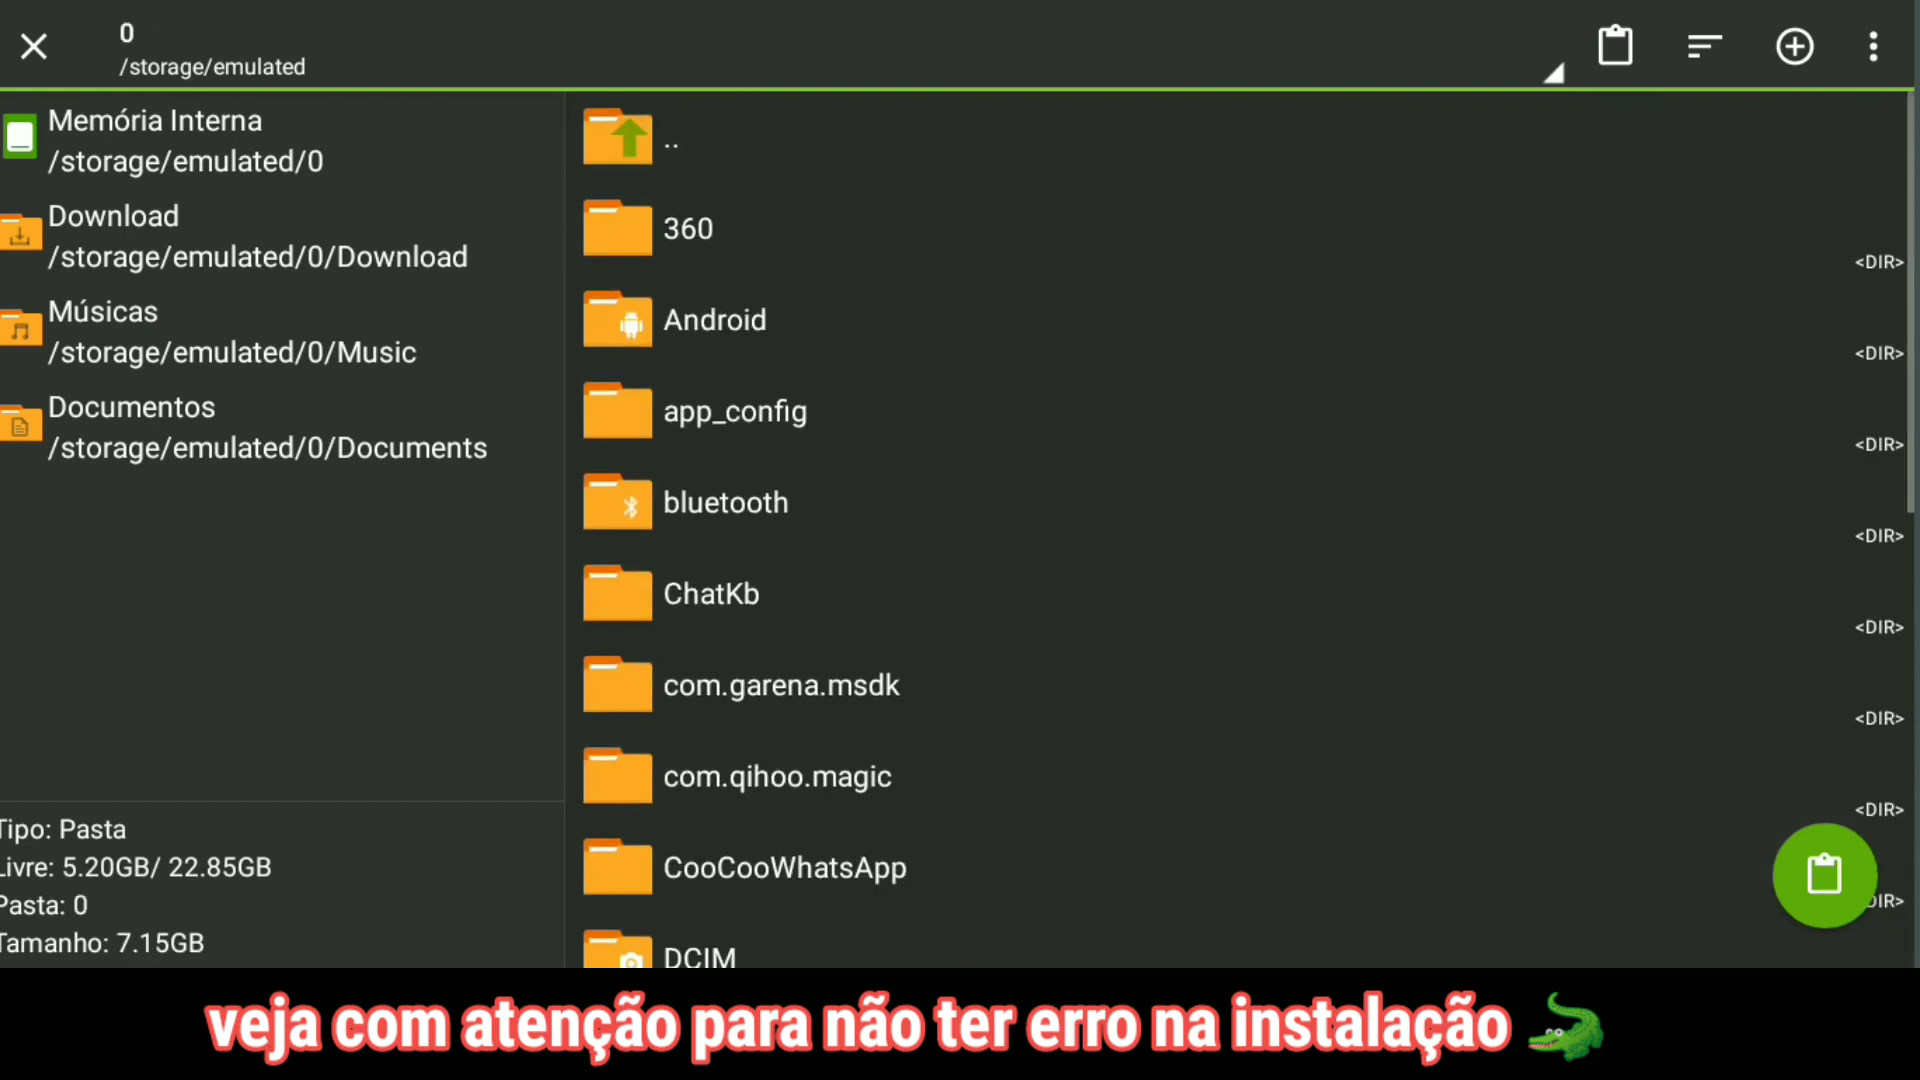 0
/storage/emulated
Memória Interna
/storage/emulated/0
Download
/storage/emulated/0/Download
Músicas
/storage/emulated/0/Music
Documentos
/storage/emulated/0/Documents
Tipo: Pasta
Livre: 5.20GB/ 22.85GB
Pasta: 0
Tamanho: 7.15GB
..
360
<DIR>
Android
<DIR>
app_config
<DIR>
bluetooth
<DIR>
ChatKb
<DIR>
com.garena.msdk
<DIR>
com.qihoo.magic
<DIR>
CooCooWhatsApp
DIR>
DCIM
veja com atenção para não ter erro na instalação 🐊